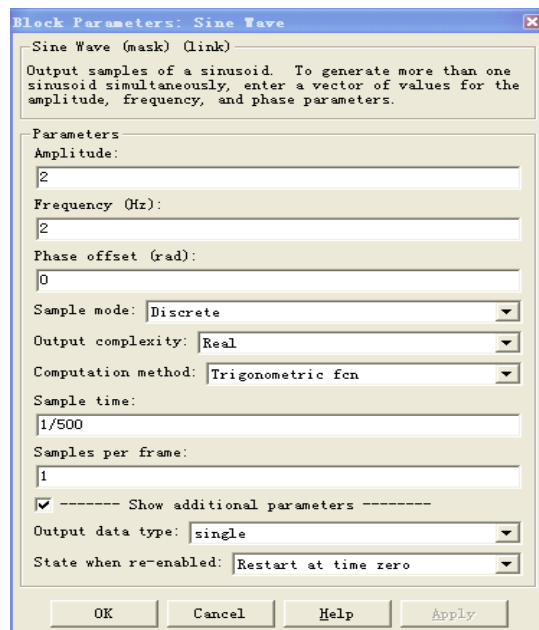 Block Parameters: Sine Wave
Sine Wave (mask) (link)
Output samples of a sinusoid. To generate more than one
sinusoid simultaneously, enter a vector of values for the
amplitude, frequency, and phase parameters.
Parameters
Amplitude:
2
Frequency (Hz):
2
Phase offset (rad):
0
Sample mode: Discrete
Output complexity: Real
Computation method: Trigonometric fcn
Sample time:
1/500
Samples per frame:
1
------- Show additional parameters --------
Output data type: single
State when re-enabled: Restart at time zero
OK Cancel Help Apply